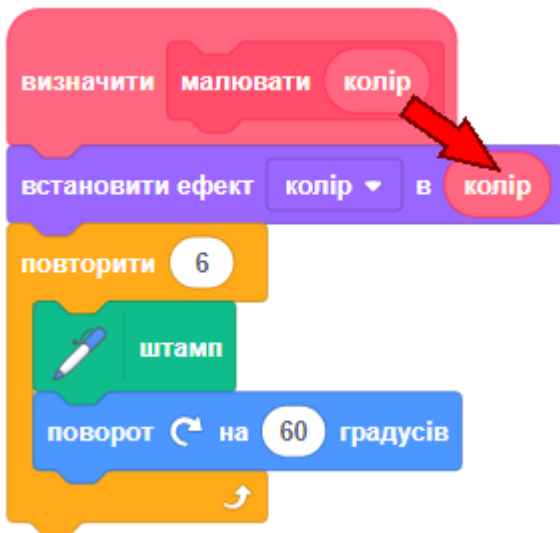 визначити малювати колір
встановити ефект колір в колір
повторити 6
штамп
поворот на 60 градусів